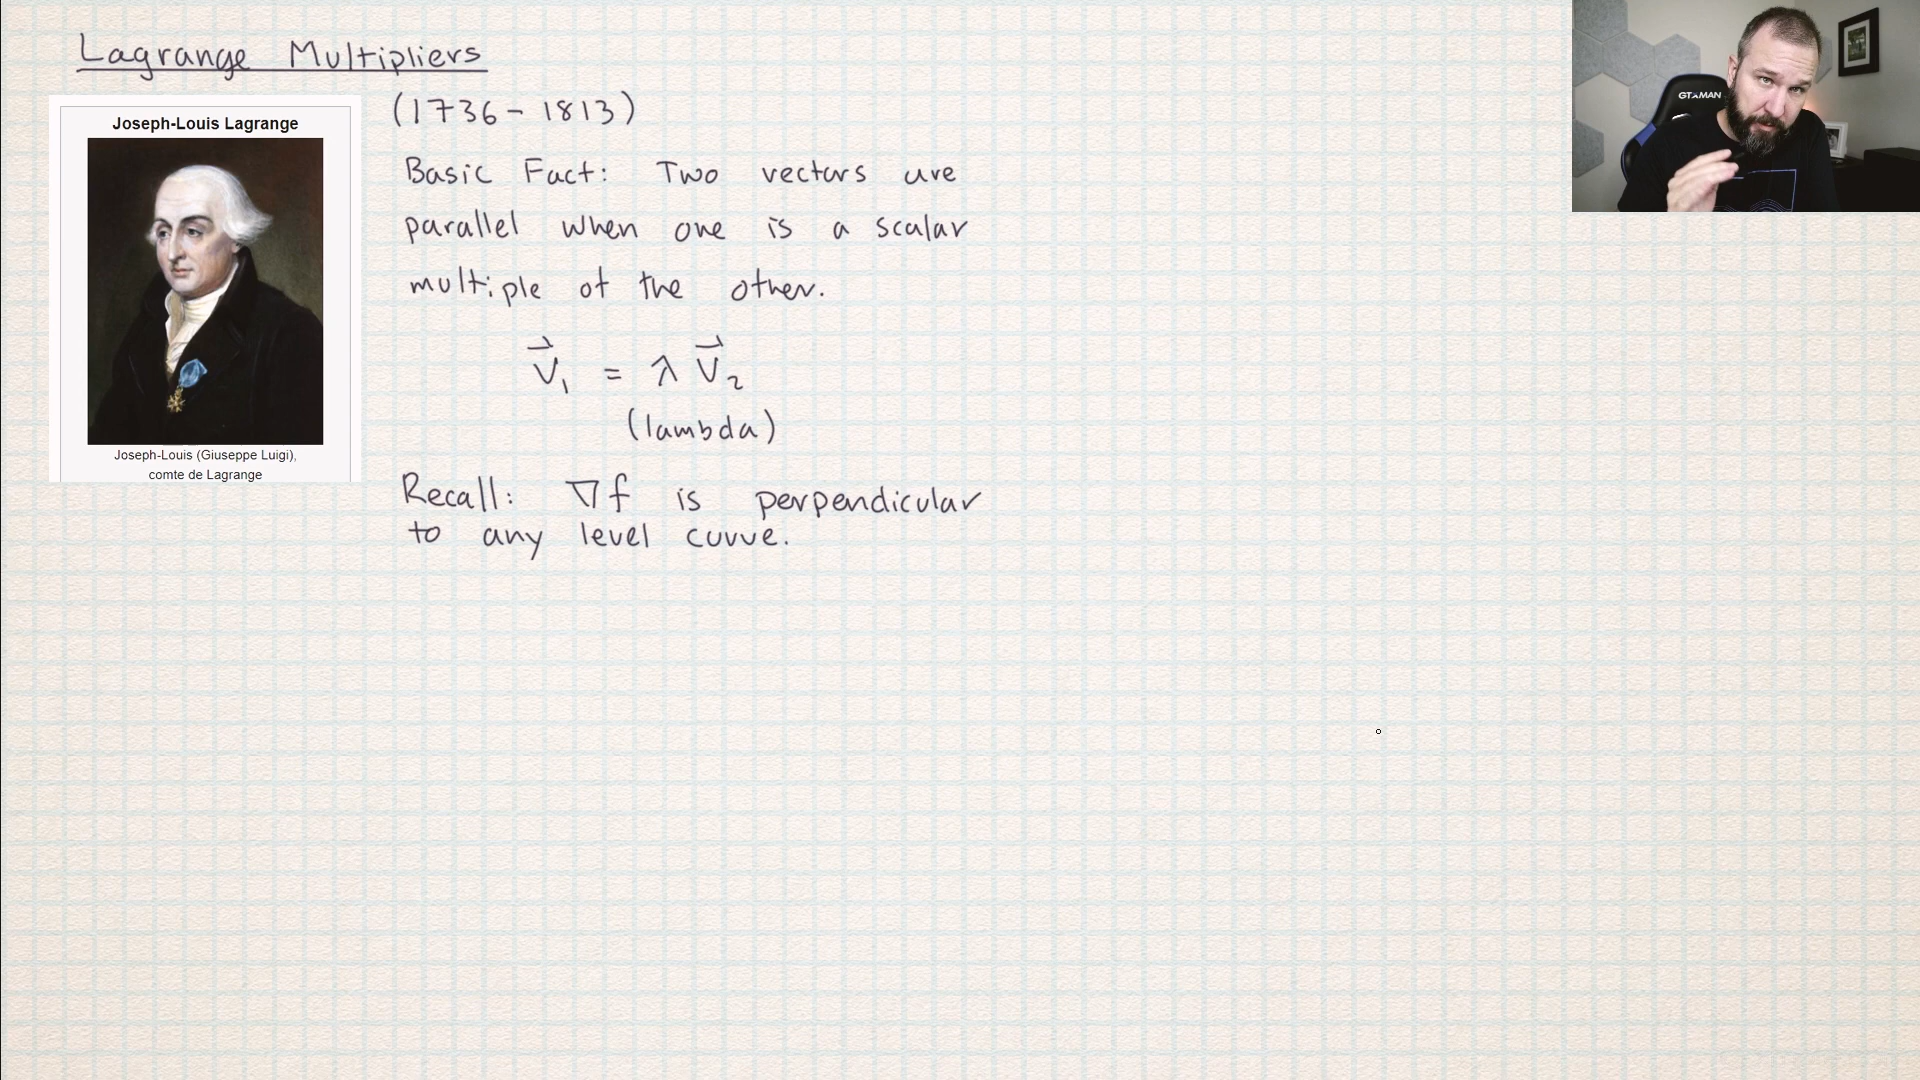 Lagrange Multipliers
Joseph-Louis Lagrange
Joseph-Louis (Giuseppe Luigi),
comte de Lagrange
(1736 - 1813)
Basic Fact: Two vectors are
parallel when one is a scalar
multiple of the other.
V⃗₁ = λ V⃗₂
(lambda)
Recall: ∇f is perpendicular
to any level curve.
GTXMAN